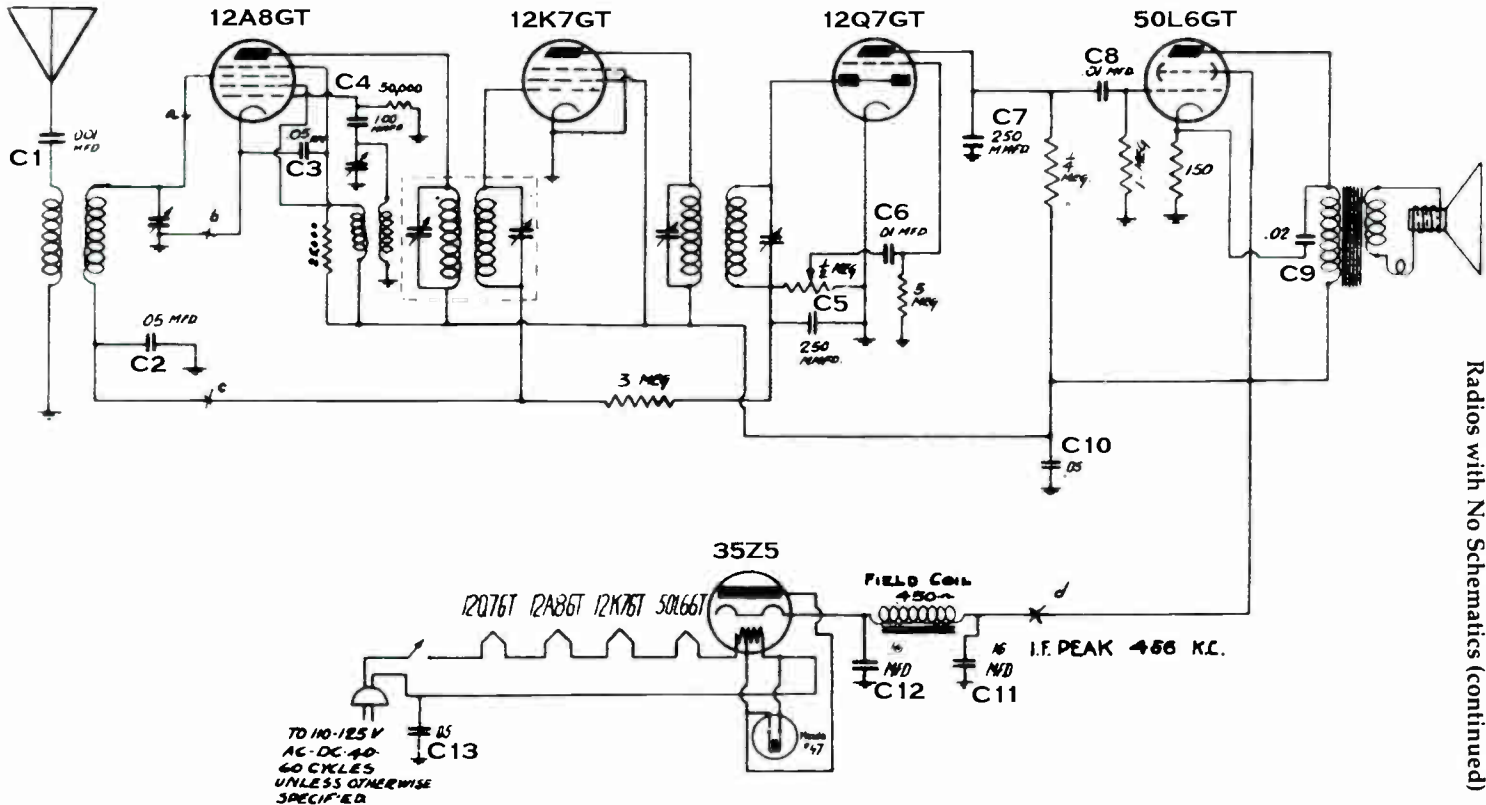 12A8GT
12K7GT
12Q7GT
50L6GT
C1
.001
MFD
a
b
C2
.05 MFD
c
C3
.05
C4
50,000
100
MMFD
3 MEG
C5
250
MMFD.
½ MEG
C6
.01 MFD
5
MEG
C7
250
MMFD
¼
MEG.
C8
.01 MFD
1 MEG
150
.02
C9
C10
.05
35Z5
12Q7GT 12A8GT 12K7GT 50L6GT
FIELD COIL
450~
d
I.F. PEAK 456 K.C.
16
MFD
C12
16
MFD
C11
.05
C13
#47
TO 110-125 V
AC-DC-40-
60 CYCLES
UNLESS OTHERWISE
SPECIFIED
Radios with No Schematics (continued)